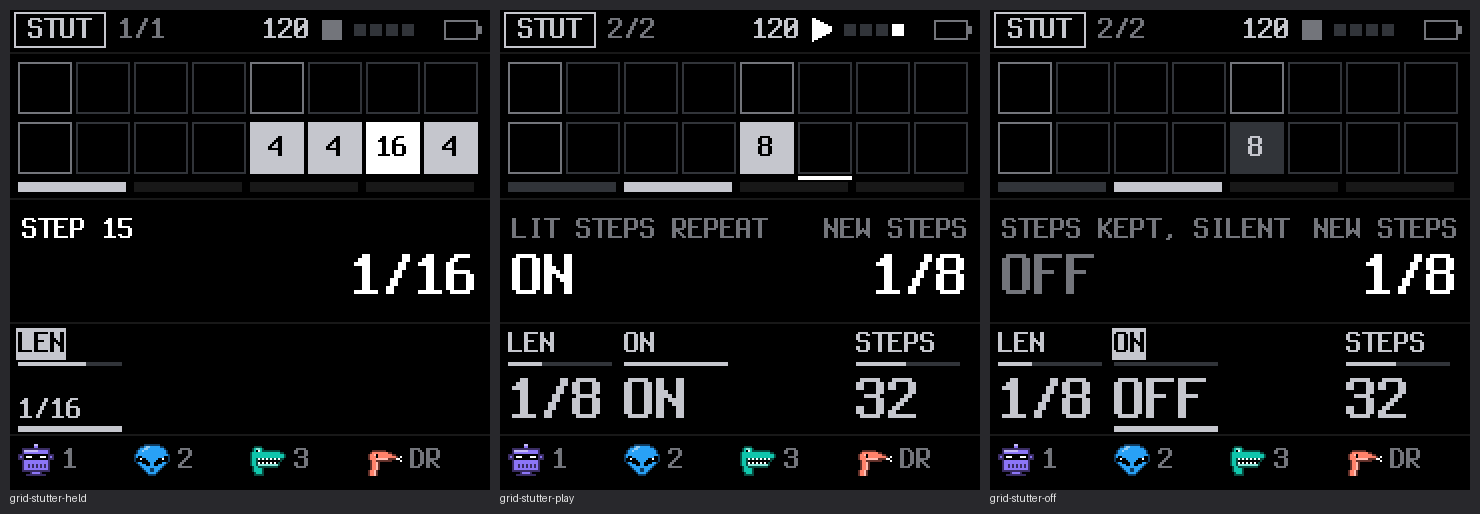 STUT 1/1 120
4 4 16 4
STEP 15
1/16
LEN
1/16
1 2 3 DR
grid-stutter-held
STUT 2/2 120
8
LIT STEPS REPEAT NEW STEPS
ON 1/8
LEN ON STEPS
1/8 ON 32
1 2 3 DR
grid-stutter-play
STUT 2/2 120
8
STEPS KEPT, SILENT NEW STEPS
OFF 1/8
LEN ON STEPS
1/8 OFF 32
1 2 3 DR
grid-stutter-off